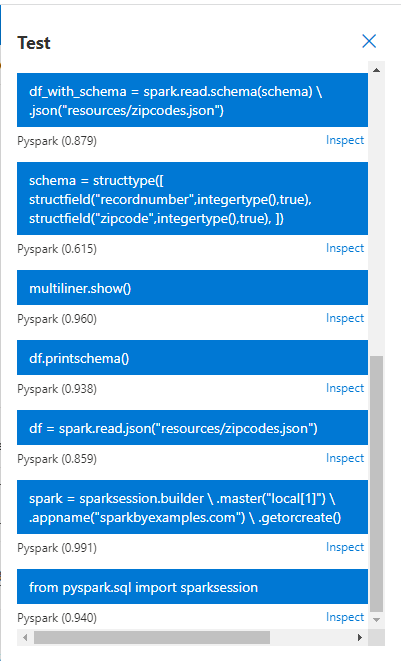 Test
df_with_schema = spark.read.schema(schema) \
.json("resources/zipcodes.json")
Pyspark (0.879)
Inspect
schema = structtype([
structfield("recordnumber",integertype(),true),
structfield("zipcode",integertype(),true), ])
Pyspark (0.615)
Inspect
multiliner.show()
Pyspark (0.960)
Inspect
df.printschema()
Pyspark (0.938)
Inspect
df = spark.read.json("resources/zipcodes.json")
Pyspark (0.859)
Inspect
spark = sparksession.builder \ .master("local[1]") \
.appname("sparkbyexamples.com") \ .getorcreate()
Pyspark (0.991)
Inspect
from pyspark.sql import sparksession
Pyspark (0.940)
Inspect